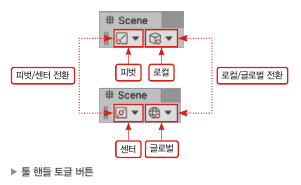 Scene
피벗/센터 전환
로컬/글로벌 전환
피벗
로컬
Scene
센터
글로벌
▶ 툴 핸들 토글 버튼